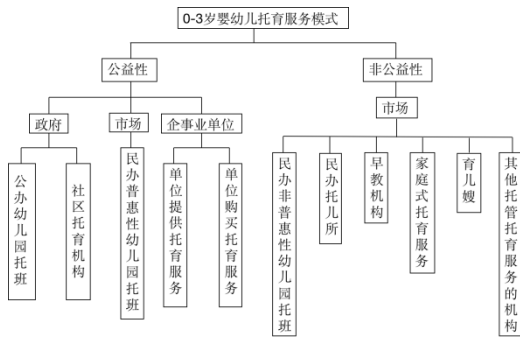 0-3岁婴幼儿托育服务模式
公益性
非公益性
政府
市场
企事业单位
市场
公办幼儿园托班
社区托育机构
民办普惠性幼儿园托班
单位提供托育服务
单位购买托育服务
民办非普惠性幼儿园托班
民办托儿所
早教机构
家庭式托育服务
育儿嫂
其他托管托育服务的机构